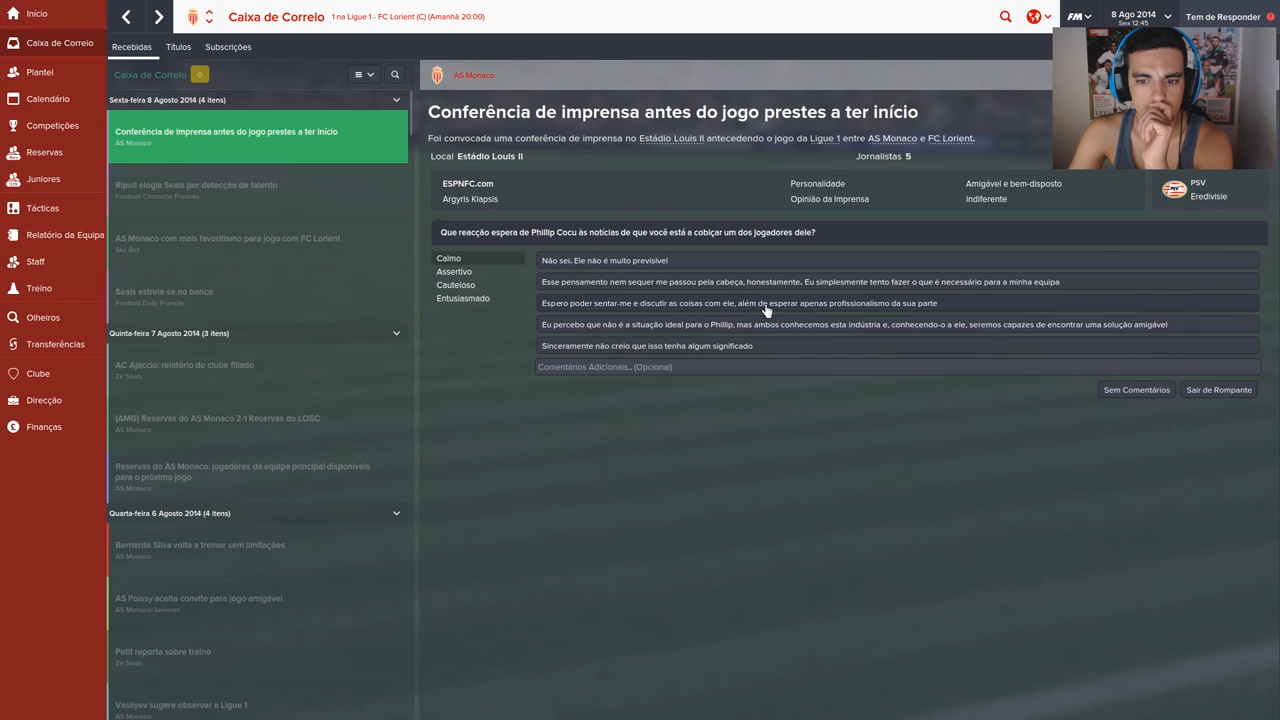 Início
Caixa de Correio
Plantel
Calendário
Competições
Reservas
Juniores
Tácticas
Relatório da Equipa
Staff
Treino
Olheiros
Transferências
Clube
Direcção
Finanças
Caixa de Correio
1 na Ligue 1 - FC Lorient (C) (Amanhã 20:00)
FM
8 Ago 2014
Sex 12:45
Tem de Responder
Recebidas
Títulos
Subscrições
Caixa de Correio 0
Sexta-feira 8 Agosto 2014 (4 itens)
Conferência de imprensa antes do jogo prestes a ter início
AS Monaco
Ripoll elogia Seals por detecção de talento
Football Chronicle Francês
AS Monaco com mais favoritismo para jogo com FC Lorient
Sky Bet
Seals estreia-se no banco
Football Daily Francês
Quinta-feira 7 Agosto 2014 (3 itens)
AC Ajaccio: relatório do clube filiado
Zé Seals
(AMG) Reservas do AS Monaco 2-1 Reservas do LOSC
AS Monaco
Reservas do AS Monaco: jogadores da equipa principal disponíveis
para o próximo jogo
AS Monaco
Quarta-feira 6 Agosto 2014 (4 itens)
Bernardo Silva volta a treinar sem limitações
AS Monaco
AS Poissy aceita convite para jogo amigável
AS Monaco/Juniores
Petit reporta sobre treino
Zé Seals
Vasilyev sugere observar a Ligue 1
AS Monaco
AS Monaco
Conferência de imprensa antes do jogo prestes a ter início
Foi convocada uma conferência de imprensa no Estádio Louis II antecedendo o jogo da Ligue 1 entre AS Monaco e FC Lorient.
Local Estádio Louis II
Jornalistas 5
ESPNFC.com
Argyris Klapsis
Personalidade
Opinião da Imprensa
Amigável e bem-disposto
Indiferente
PSV
PSV
Eredivisie
Que reacção espera de Phillip Cocu às notícias de que você está a cobiçar um dos jogadores dele?
Calmo
Assertivo
Cauteloso
Entusiasmado
Não sei. Ele não é muito previsível
Esse pensamento nem sequer me passou pela cabeça, honestamente. Eu simplesmente tento fazer o que é necessário para a minha equipa
Espero poder sentar-me e discutir as coisas com ele, além de esperar apenas profissionalismo da sua parte
Eu percebo que não é a situação ideal para o Phillip, mas ambos conhecemos esta indústria e, conhecendo-o a ele, seremos capazes de encontrar uma solução amigável
Sinceramente não creio que isso tenha algum significado
Comentários Adicionais... (Opcional)
Sem Comentários
Sair de Rompante